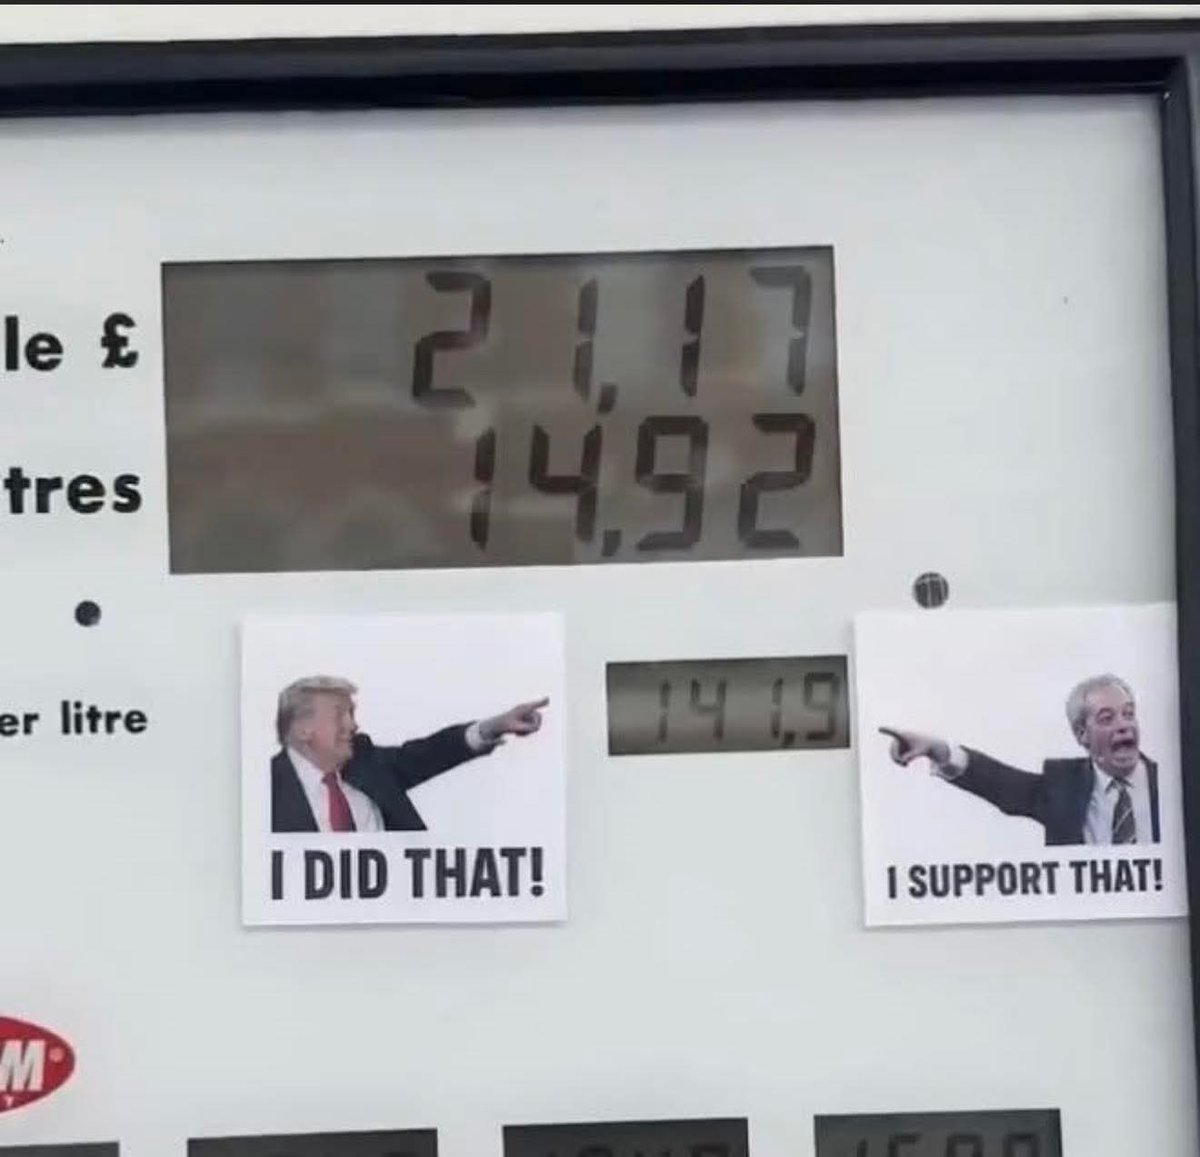 le £ 21,17
tres 14,92
er litre 141,9
I DID THAT!
I SUPPORT THAT!
M®